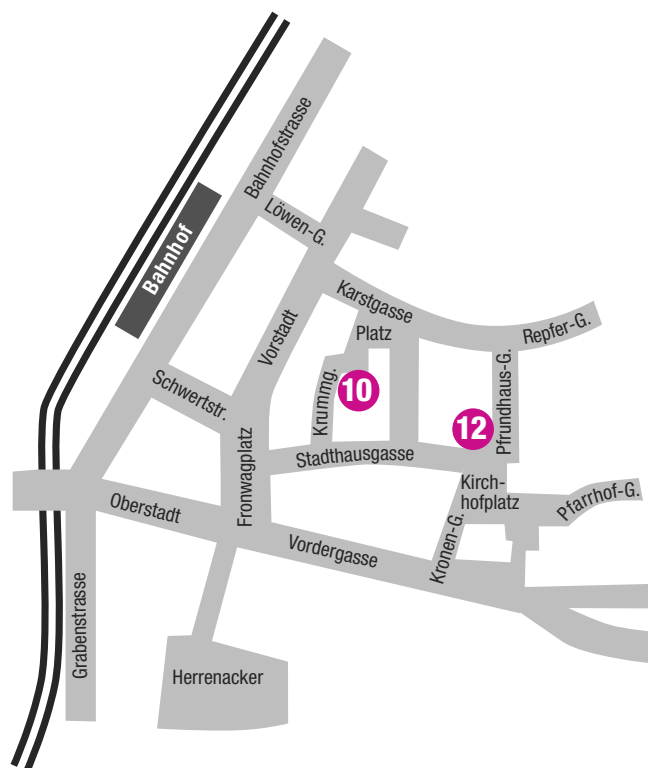 Bahnhofstrasse
Löwen-G.
Bahnhof
Karstgasse
Repfer-G.
Vorstadt
Platz
Pfrundhaus-G.
Schwertstr.
Krummg.
10
12
Stadthausgasse
Fronwagplatz
Kirch-
hofplatz
Pfarrhof-G.
Oberstadt
Vordergasse
Kronen-G.
Grabenstrasse
Herrenacker